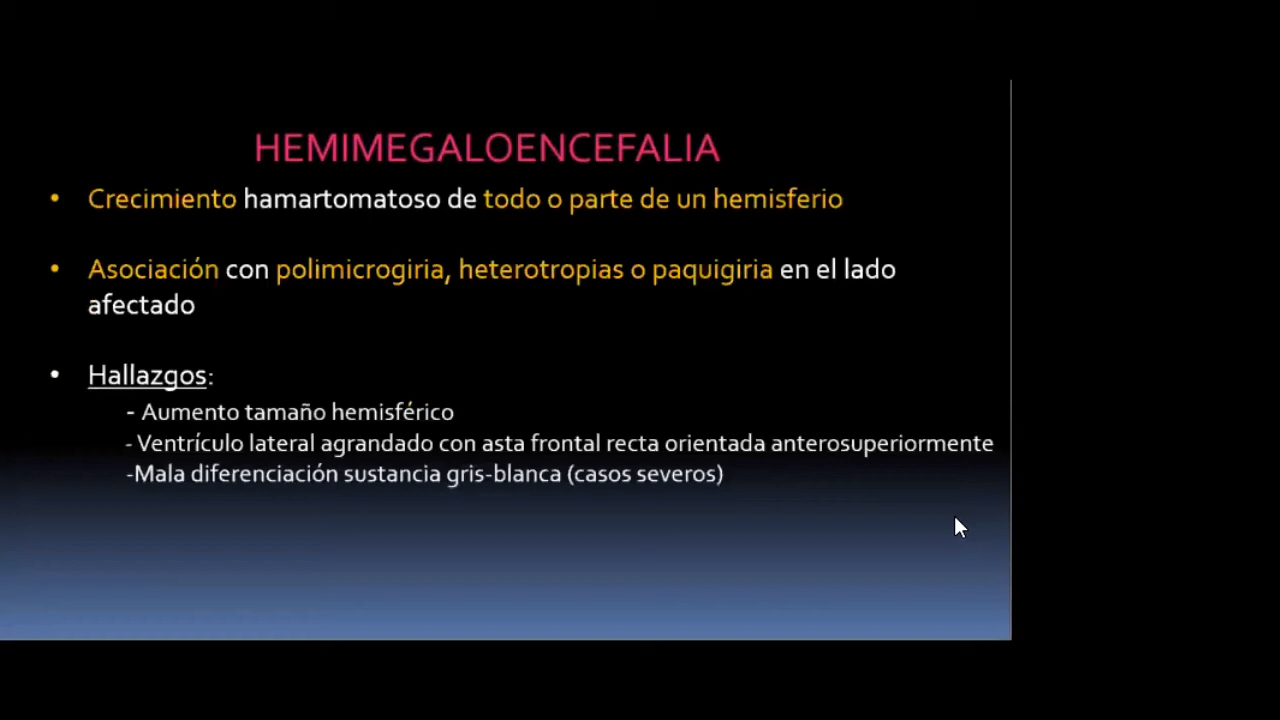 HEMIMEGALOENCEFALIA
• Crecimiento hamartomatoso de todo o parte de un hemisferio
• Asociación con polimicrogiria, heterotropias o paquigiria en el lado
afectado
• Hallazgos:
- Aumento tamaño hemisférico
- Ventrículo lateral agrandado con asta frontal recta orientada anterosuperiormente
-Mala diferenciación sustancia gris-blanca (casos severos)